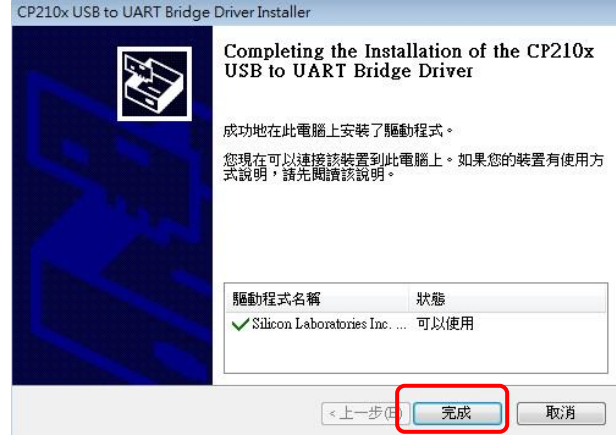 CP210x USB to UART Bridge Driver Installer
Completing the Installation of the CP210x
USB to UART Bridge Driver
成功地在此電腦上安裝了驅動程式。
您現在可以連接該裝置到此電腦上。如果您的裝置有使用方
式說明，請先閱讀該說明。
驅動程式名稱 狀態
Silicon Laboratories Inc. ... 可以使用
<上一步(B) 完成 取消